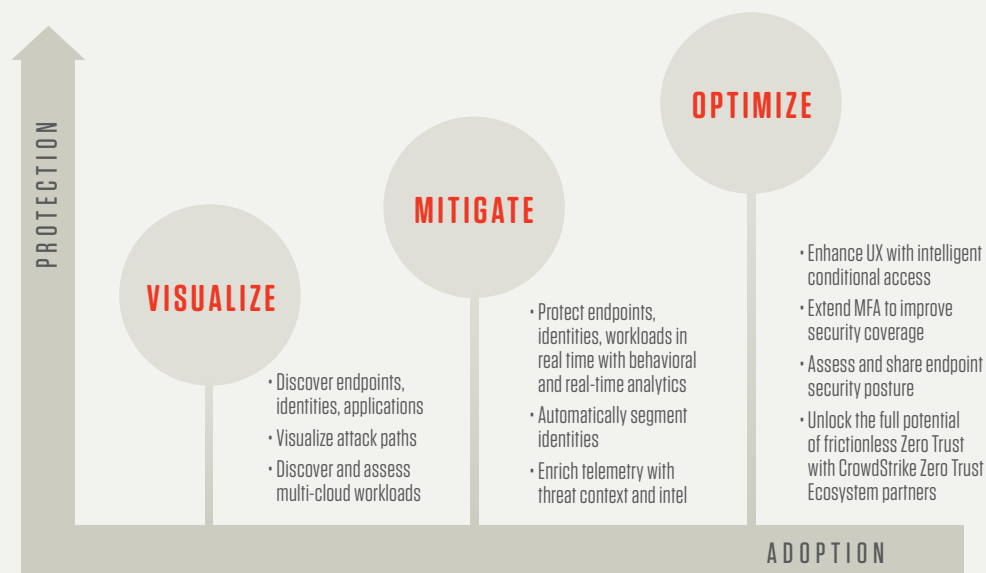 PROTECTION
VISUALIZE
• Discover endpoints,
identities, applications
• Visualize attack paths
• Discover and assess
multi-cloud workloads
MITIGATE
• Protect endpoints,
identities, workloads in
real time with behavioral
and real-time analytics
• Automatically segment
identities
• Enrich telemetry with
threat context and intel
OPTIMIZE
• Enhance UX with intelligent
conditional access
• Extend MFA to improve
security coverage
• Assess and share endpoint
security posture
• Unlock the full potential
of frictionless Zero Trust
with CrowdStrike Zero Trust
Ecosystem partners
ADOPTION